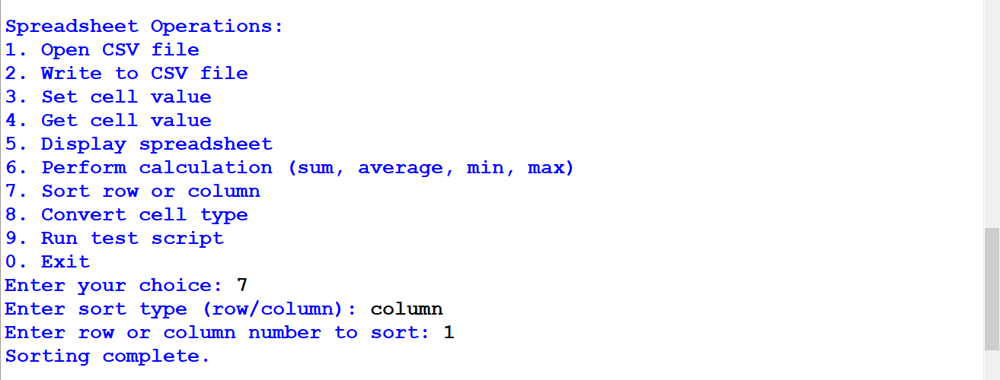 Spreadsheet Operations:
1. Open CSV file
2. Write to CSV file
3. Set cell value
4. Get cell value
5. Display spreadsheet
6. Perform calculation (sum, average, min, max)
7. Sort row or column
8. Convert cell type
9. Run test script
0. Exit
Enter your choice: 7
Enter sort type (row/column): column
Enter row or column number to sort: 1
Sorting complete.